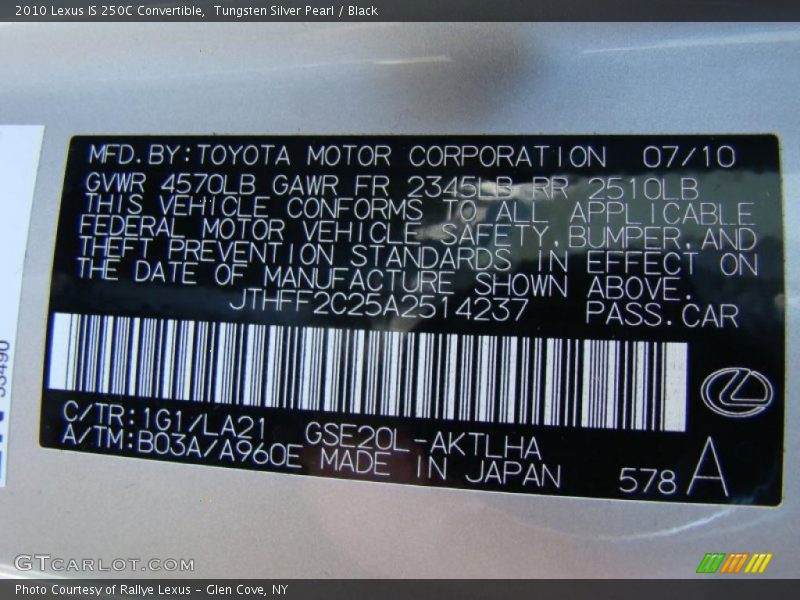 2010 Lexus IS 250C Convertible,  Tungsten Silver Pearl / Black
MFD.BY:TOYOTA MOTOR CORPORATION 07/10
GVWR 4570LB GAWR FR 2345LB RR 2510LB
THIS VEHICLE CONFORMS TO ALL APPLICABLE
FEDERAL MOTOR VEHICLE SAFETY,BUMPER,AND
THEFT PREVENTION STANDARDS IN EFFECT ON
THE DATE OF MANUFACTURE SHOWN ABOVE.
JTHFF2C25A2514237 PASS.CAR
C/TR:1G1/LA21 GSE20L-AKTLHA
A/TM:B03A/A960E MADE IN JAPAN 578 A
53490
GTCARLOT.COM
Photo Courtesy of Rallye Lexus - Glen Cove, NY